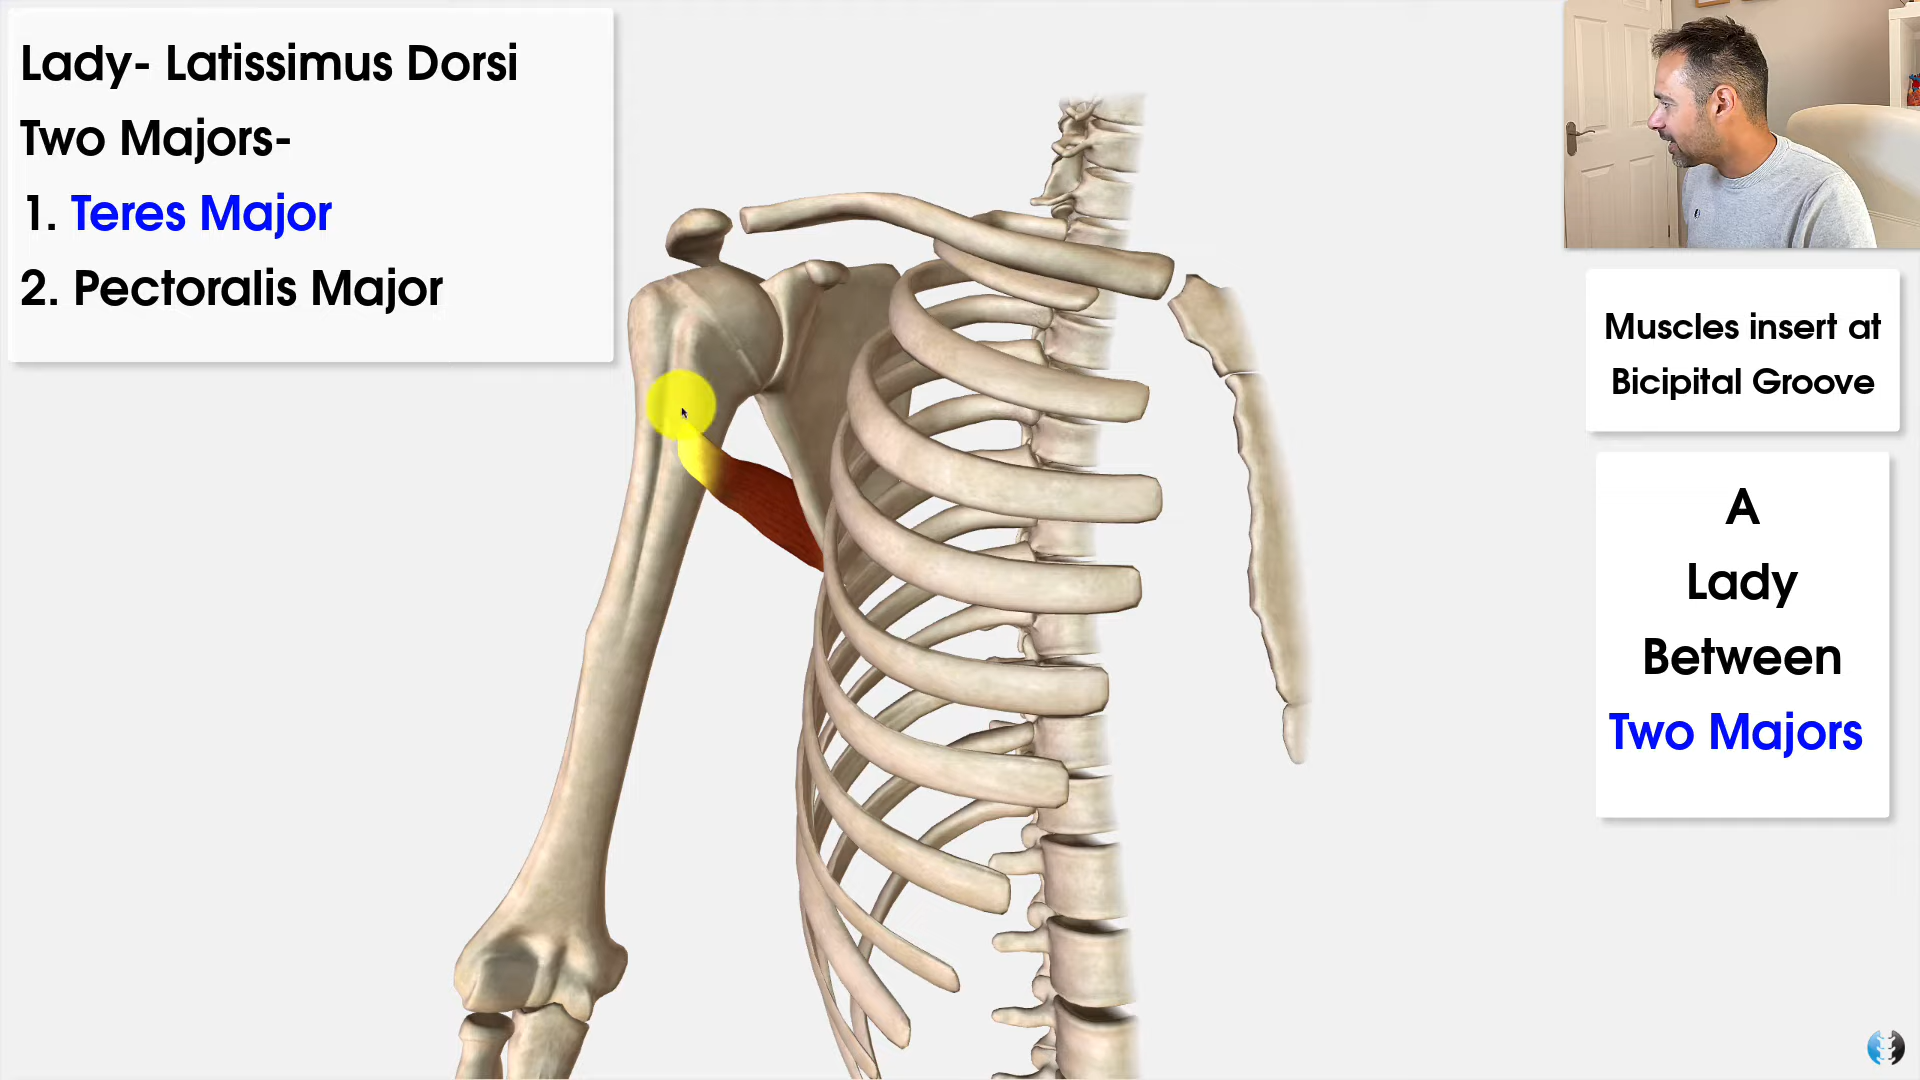 Lady- Latissimus Dorsi
Two Majors-
1. Teres Major
2. Pectoralis Major
Muscles insert at
Bicipital Groove
A
Lady
Between
Two Majors